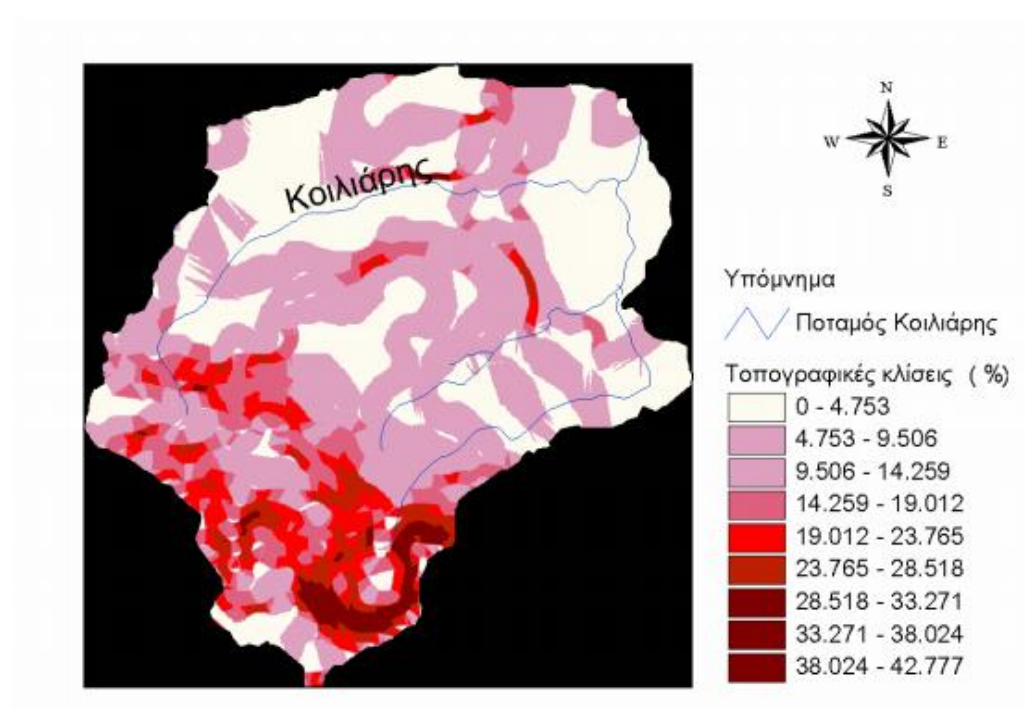 Κοιλιάρης
N
W E
S
Υπόμνημα
Ποταμός Κοιλιάρης
Τοπογραφικές κλίσεις ( %)
0 - 4.753
4.753 - 9.506
9.506 - 14.259
14.259 - 19.012
19.012 - 23.765
23.765 - 28.518
28.518 - 33.271
33.271 - 38.024
38.024 - 42.777